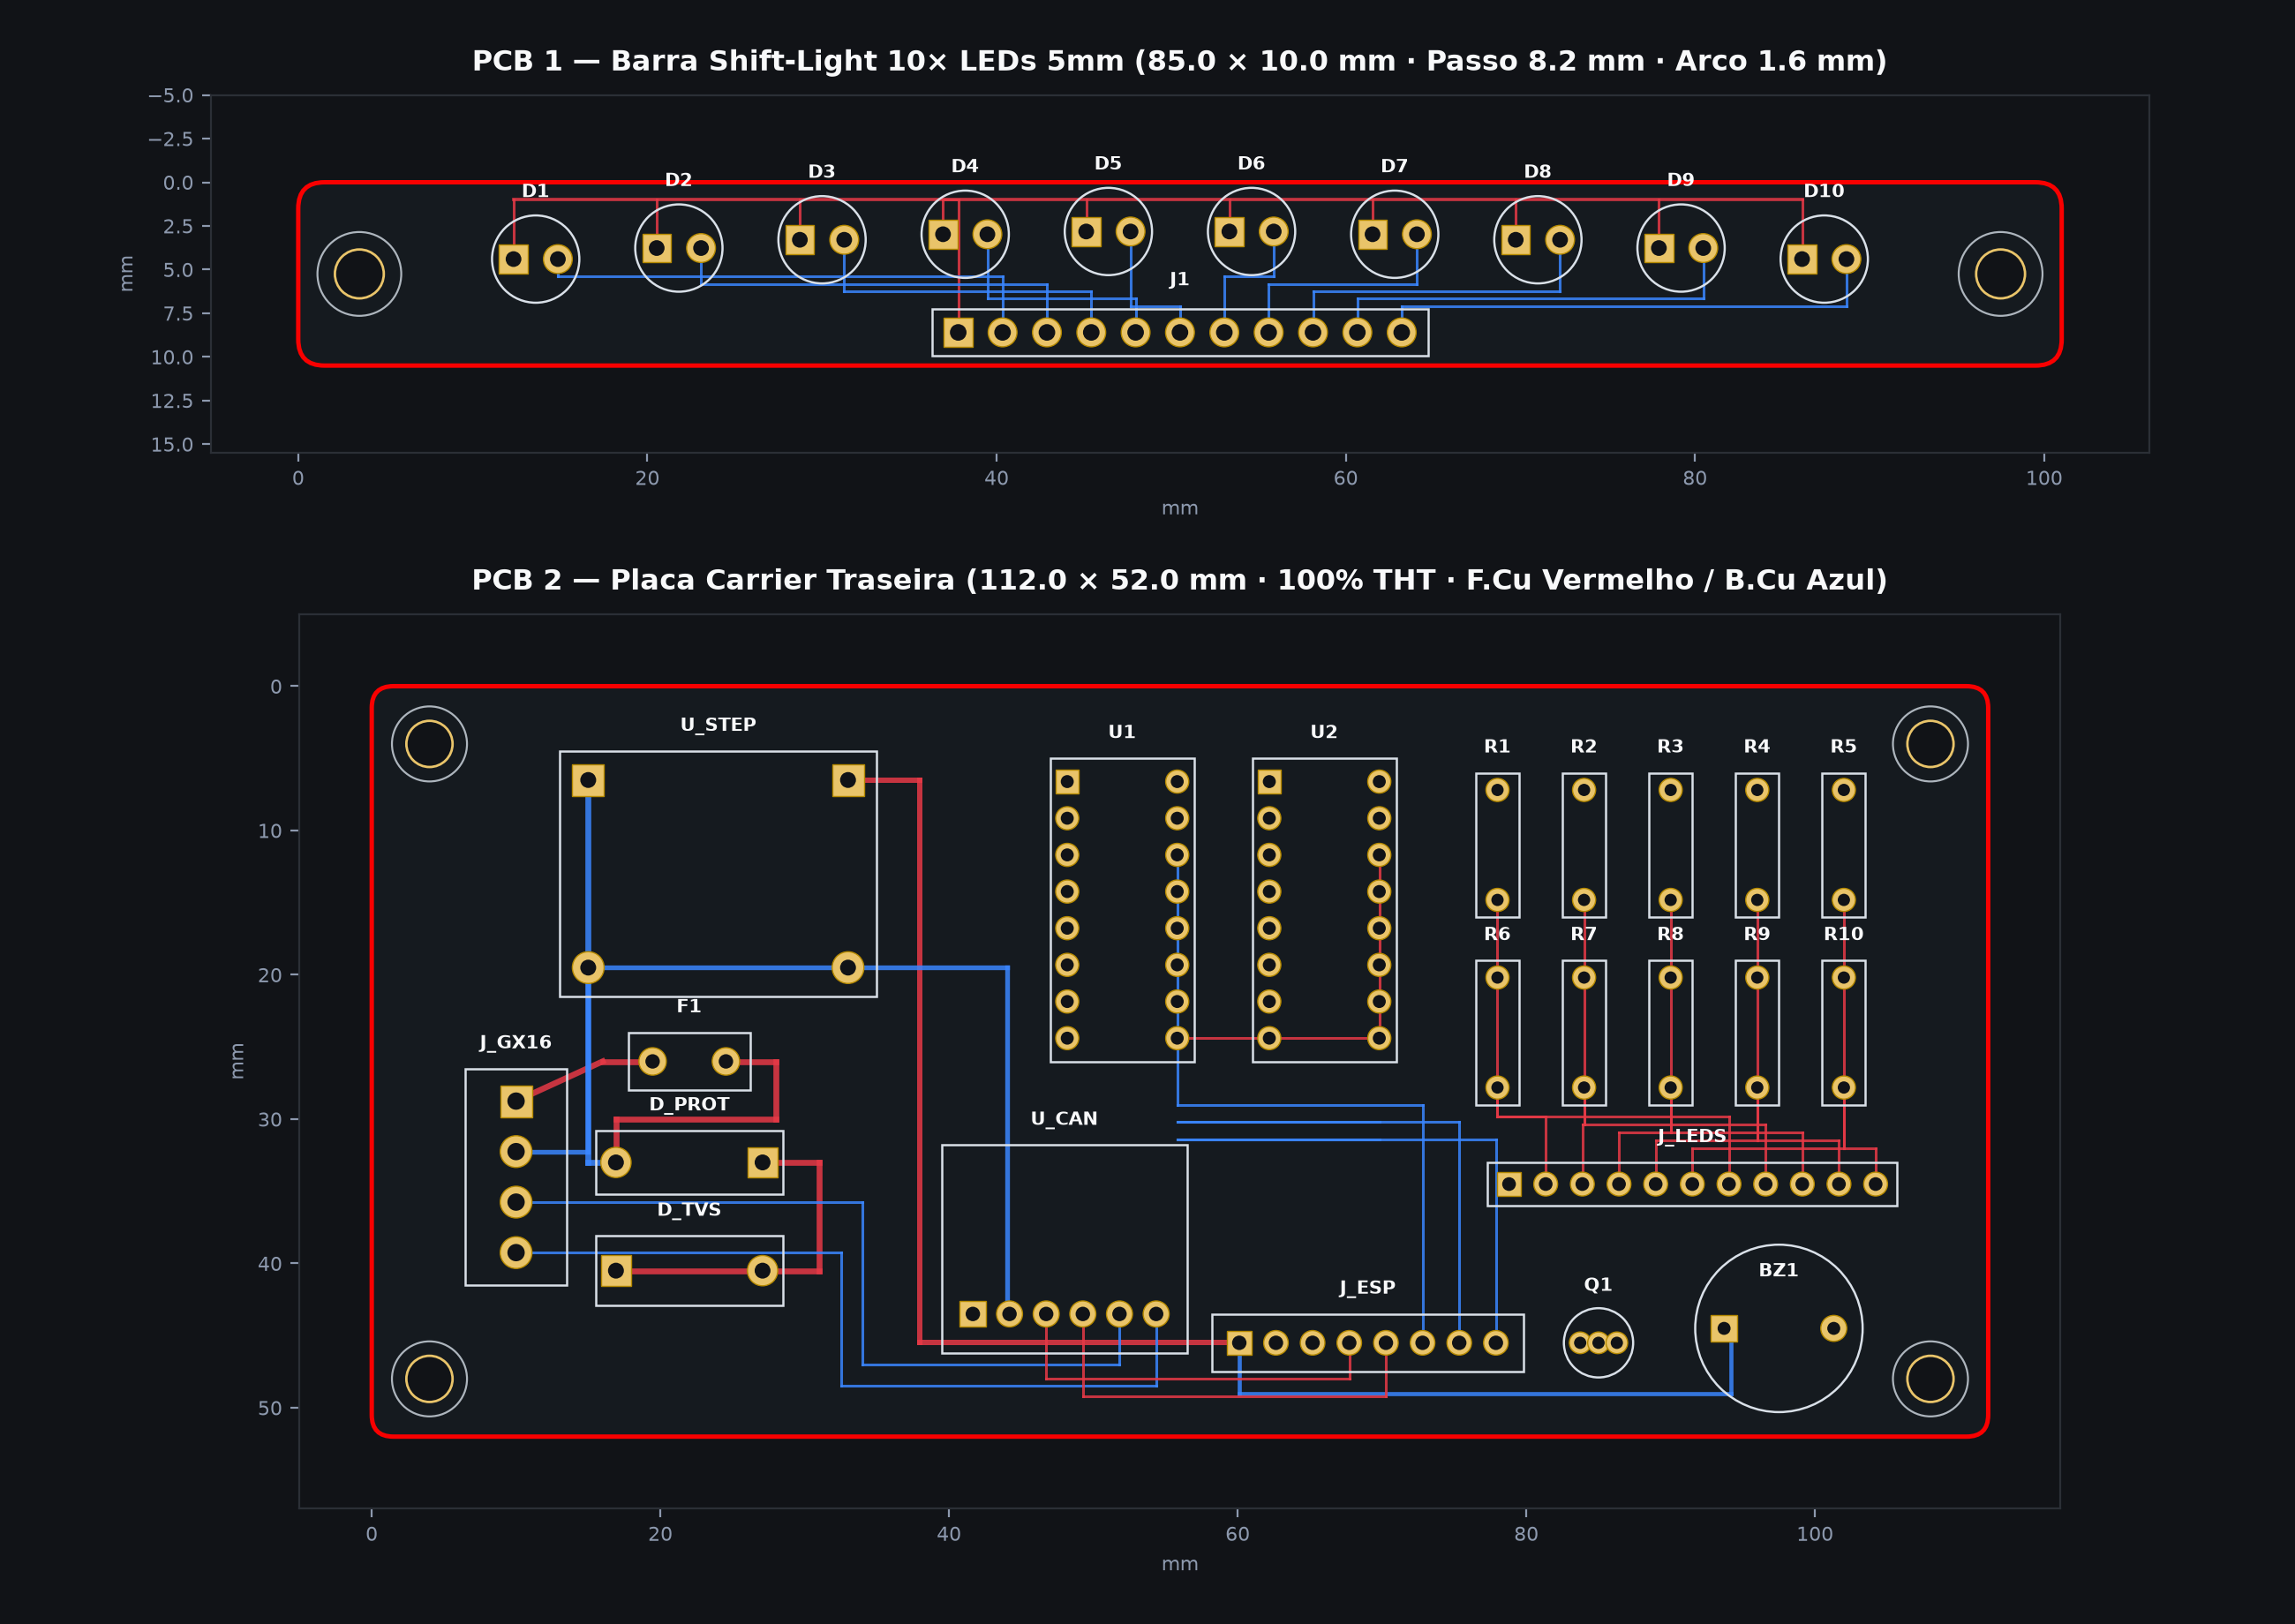 PCB 1 — Barra Shift-Light 10× LEDs 5mm (85.0 × 10.0 mm · Passo 8.2 mm · Arco 1.6 mm)
−5.0
−2.5
0.0
2.5
5.0
7.5
10.0
12.5
15.0
mm
D1
D2
D3
D4
D5
D6
D7
D8
D9
D10
J1
0
20
40
60
80
100
mm
PCB 2 — Placa Carrier Traseira (112.0 × 52.0 mm · 100% THT · F.Cu Vermelho / B.Cu Azul)
0
10
20
30
40
50
mm
U_STEP
U1
U2
R1
R2
R3
R4
R5
R6
R7
R8
R9
R10
F1
J_GX16
D_PROT
U_CAN
J_LEDS
D_TVS
J_ESP
Q1
BZ1
0
20
40
60
80
100
mm